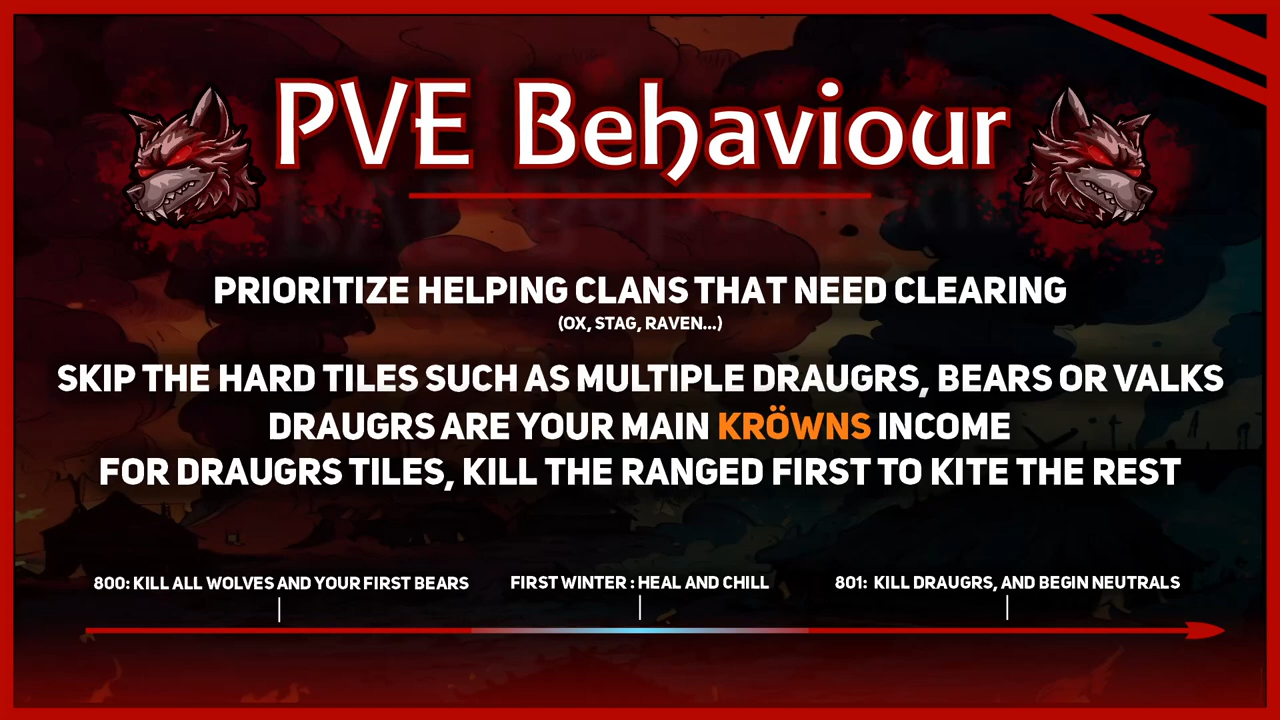 PVE Behaviour
PRIORITIZE HELPING CLANS THAT NEED CLEARING
(OX, STAG, RAVEN...)
SKIP THE HARD TILES SUCH AS MULTIPLE DRAUGRS, BEARS OR VALKS
DRAUGRS ARE YOUR MAIN KRÖWNS INCOME
FOR DRAUGRS TILES, KILL THE RANGED FIRST TO KITE THE REST
800: KILL ALL WOLVES AND YOUR FIRST BEARS
FIRST WINTER : HEAL AND CHILL
801: KILL DRAUGRS, AND BEGIN NEUTRALS